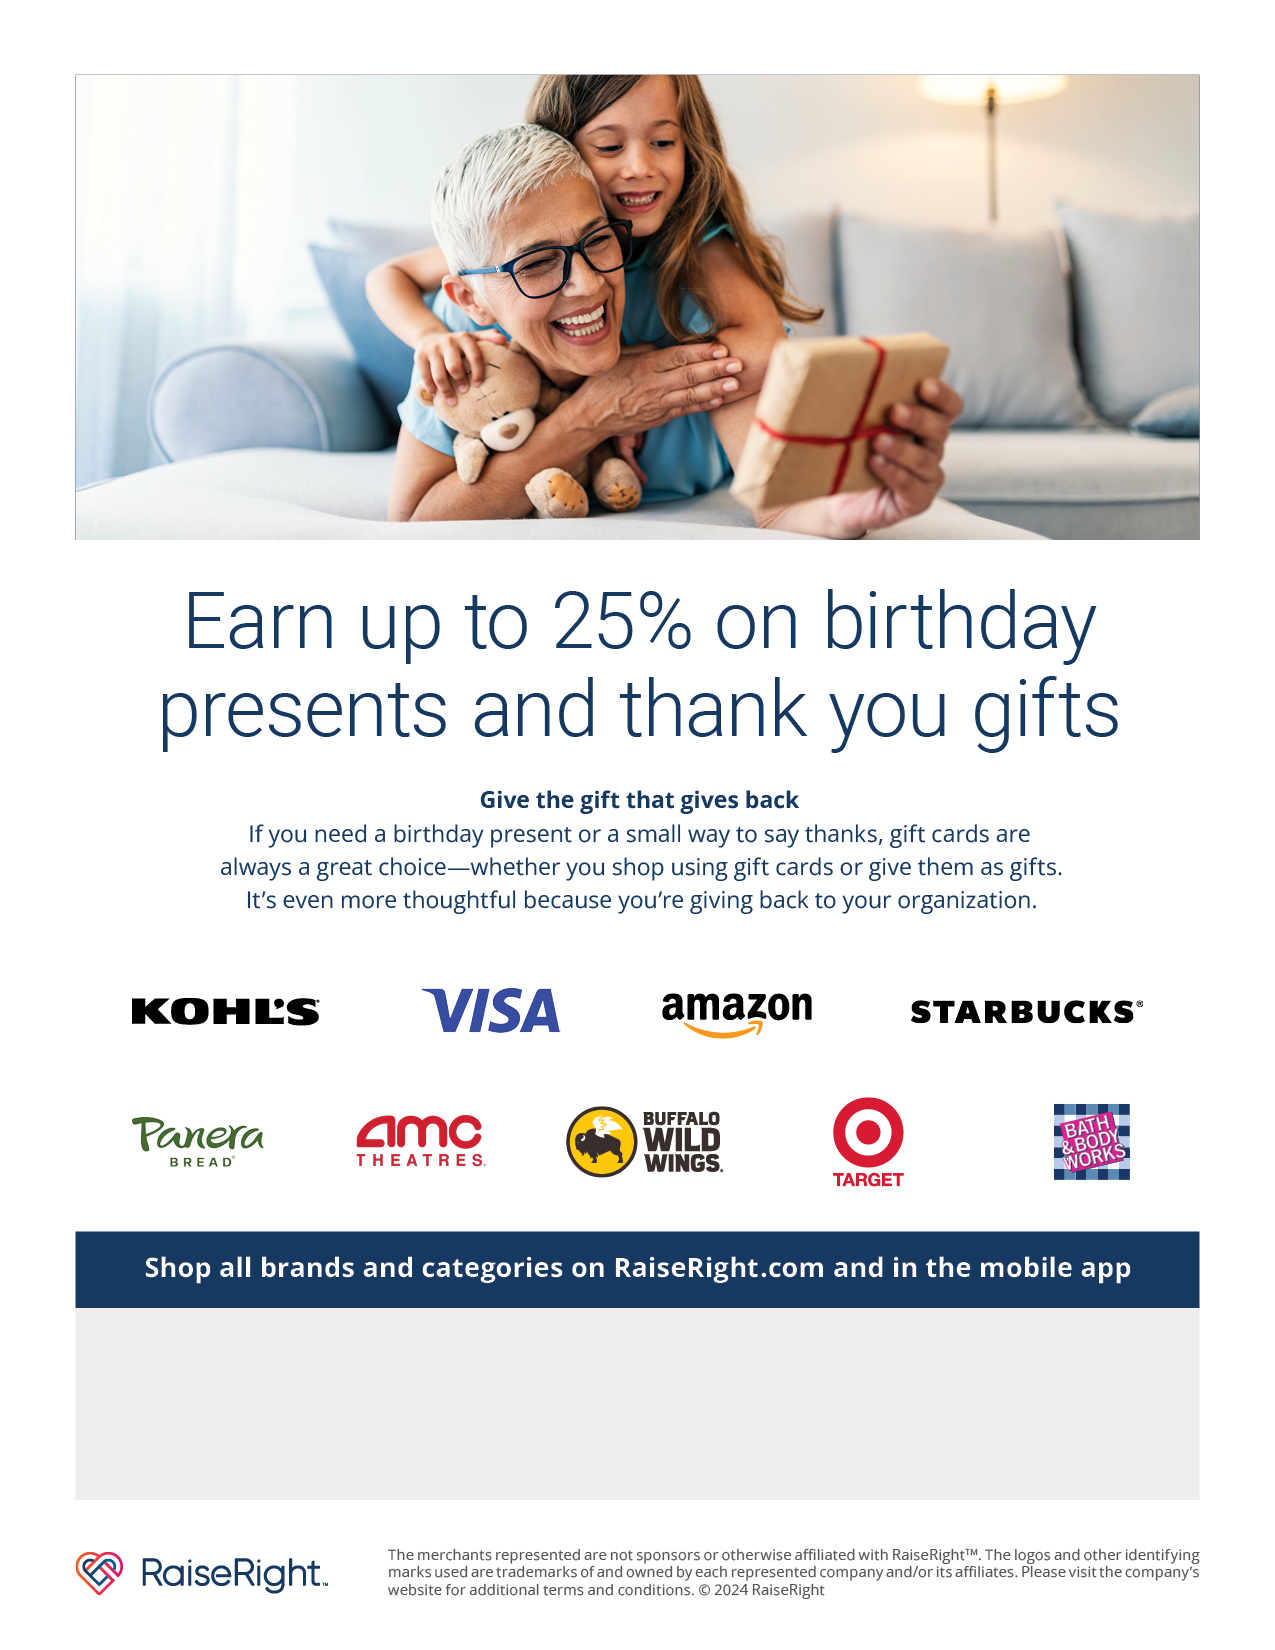 Earn up to 25% on birthday
presents and thank you gifts
Give the gift that gives back
If you need a birthday present or a small way to say thanks, gift cards are
always a great choice—whether you shop using gift cards or give them as gifts.
It’s even more thoughtful because you’re giving back to your organization.
KOHL'S
VISA
amazon
STARBUCKS®
Panera
BREAD®
amc
THEATRES.
BUFFALO
WILD
WINGS.
TARGET
BATH
& BODY
WORKS
Shop all brands and categories on RaiseRight.com and in the mobile app
RaiseRight™
The merchants represented are not sponsors or otherwise affiliated with RaiseRight™. The logos and other identifying
marks used are trademarks of and owned by each represented company and/or its affiliates. Please visit the company’s
website for additional terms and conditions. © 2024 RaiseRight